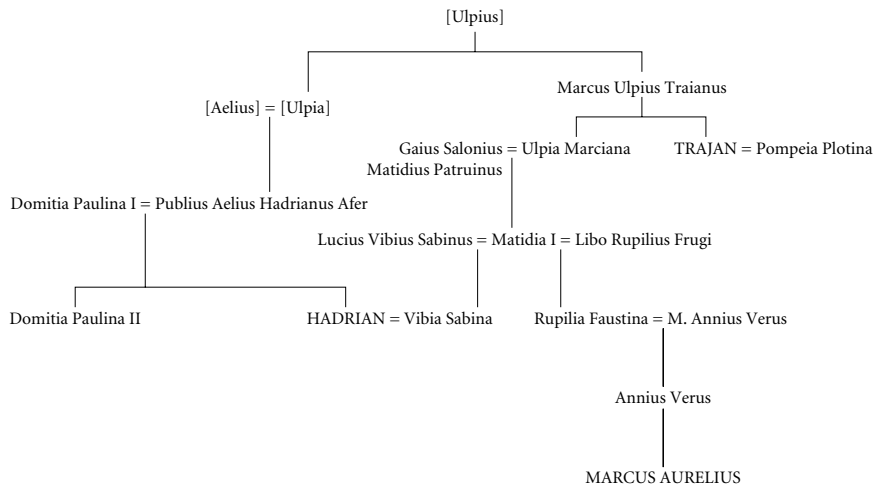 [Ulpius]
Marcus Ulpius Traianus
[Aelius] = [Ulpia]
Gaius Salonius = Ulpia Marciana
Matidius Patruinus
TRAJAN = Pompeia Plotina
Domitia Paulina I = Publius Aelius Hadrianus Afer
Lucius Vibius Sabinus = Matidia I = Libo Rupilius Frugi
Domitia Paulina II
HADRIAN = Vibia Sabina
Rupilia Faustina = M. Annius Verus
Annius Verus
MARCUS AURELIUS